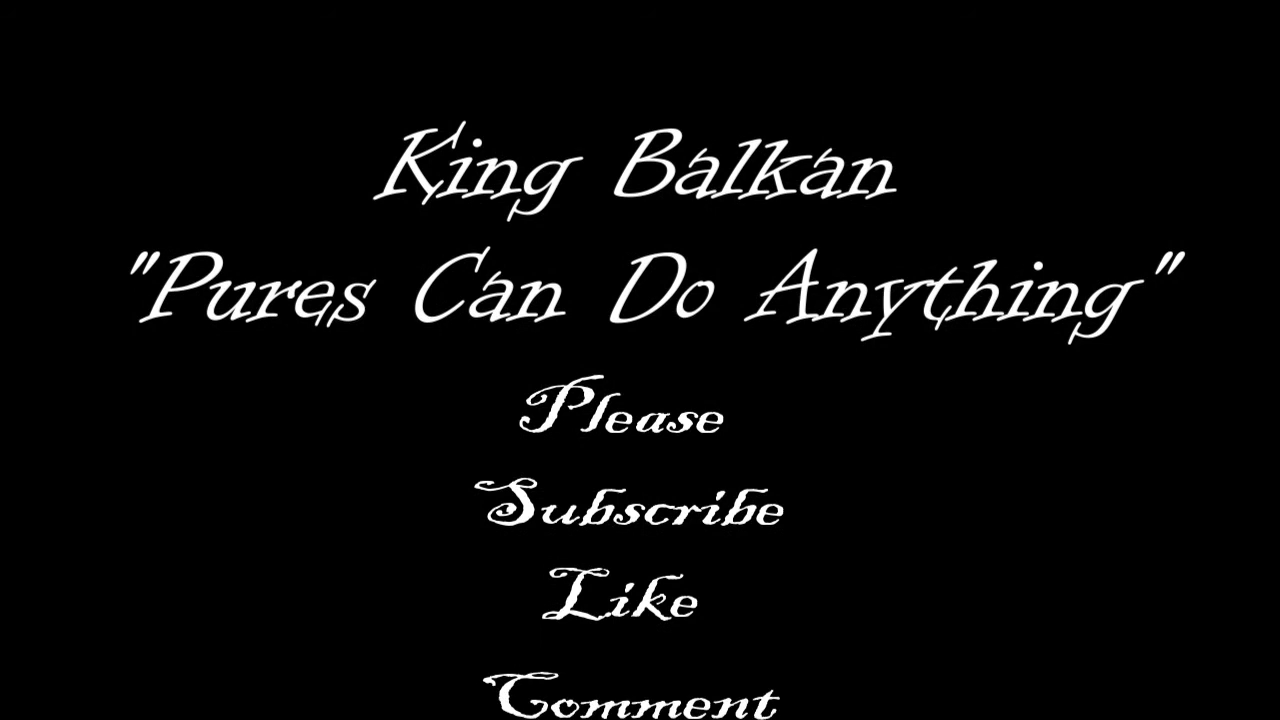 King Balkan
"Pures Can Do Anything"
Please
Subscribe
Like
Comment